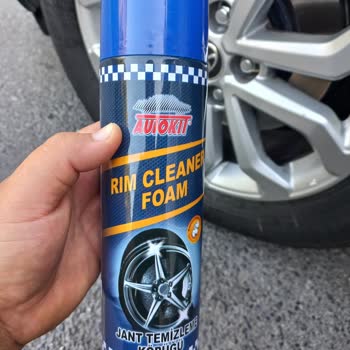 AUTOKIT
RIM CLEANER
FOAM
JANT TEMİZLEME
KÖPÜĞÜ